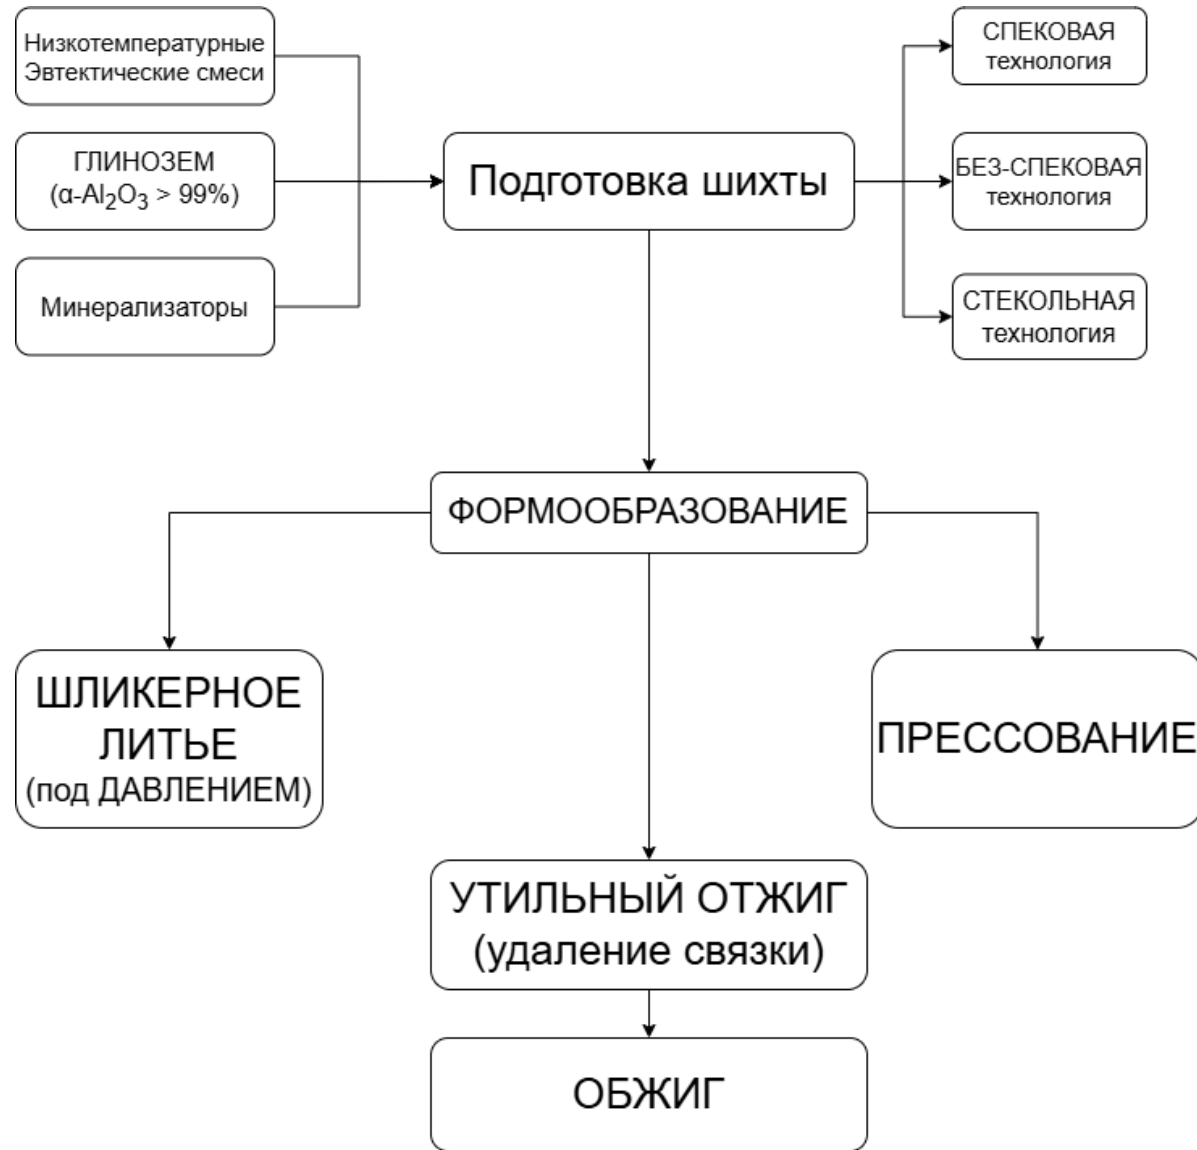 Низкотемпературные
Эвтектические смеси
ГЛИНОЗЕМ
(α-Al₂O₃ > 99%)
Минерализаторы
Подготовка шихты
СПЕКОВАЯ
технология
БЕЗ-СПЕКОВАЯ
технология
СТЕКОЛЬНАЯ
технология
ФОРМООБРАЗОВАНИЕ
ШЛИКЕРНОЕ
ЛИТЬЕ
(под ДАВЛЕНИЕМ)
ПРЕССОВАНИЕ
УТИЛЬНЫЙ ОТЖИГ
(удаление связки)
ОБЖИГ